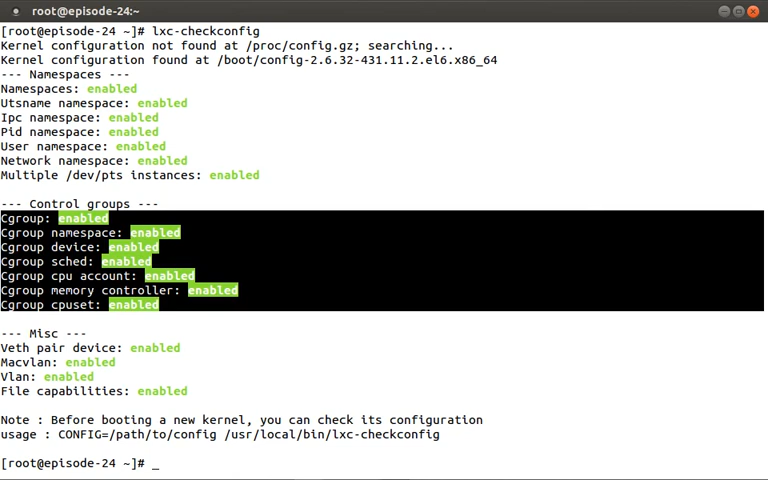 root@episode-24:~
[root@episode-24 ~]# lxc-checkconfig
Kernel configuration not found at /proc/config.gz; searching...
Kernel configuration found at /boot/config-2.6.32-431.11.2.el6.x86_64
--- Namespaces ---
Namespaces: enabled
Utsname namespace: enabled
Ipc namespace: enabled
Pid namespace: enabled
User namespace: enabled
Network namespace: enabled
Multiple /dev/pts instances: enabled
--- Control groups ---
Cgroup: enabled
Cgroup namespace: enabled
Cgroup device: enabled
Cgroup sched: enabled
Cgroup cpu account: enabled
Cgroup memory controller: enabled
Cgroup cpuset: enabled
--- Misc ---
Veth pair device: enabled
Macvlan: enabled
Vlan: enabled
File capabilities: enabled
Note : Before booting a new kernel, you can check its configuration
usage : CONFIG=/path/to/config /usr/local/bin/lxc-checkconfig
[root@episode-24 ~]# _